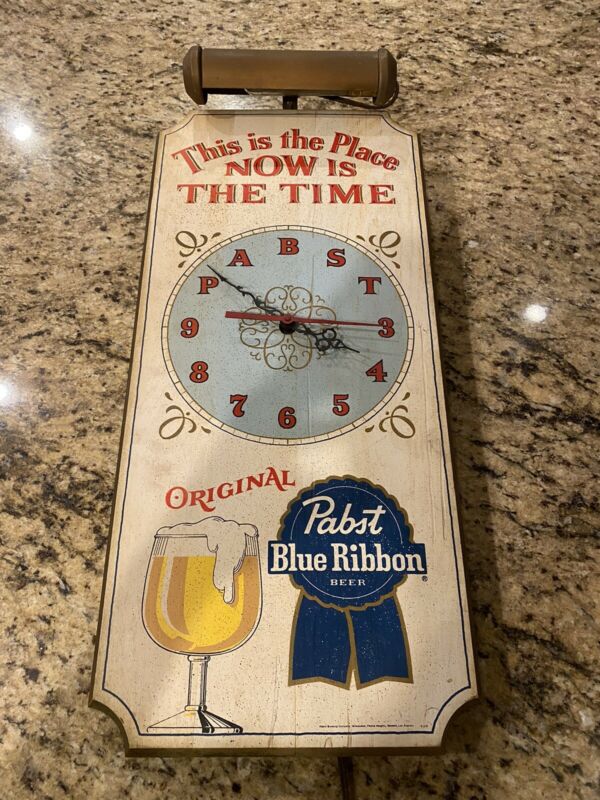 This is the Place
NOW IS
THE TIME
P A B S T
9 3
8 4
7 6 5
ORIGINAL
Pabst
Blue Ribbon®
BEER